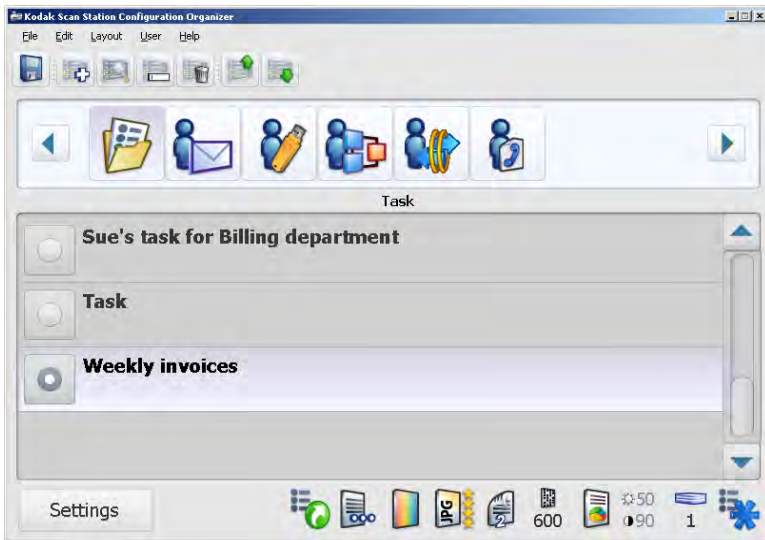 Kodak Scan Station Configuration Organizer
File Edit Layout User Help
Task
Sue's task for Billing department
Task
Weekly invoices
Settings
JPG
2
600
50
90
1